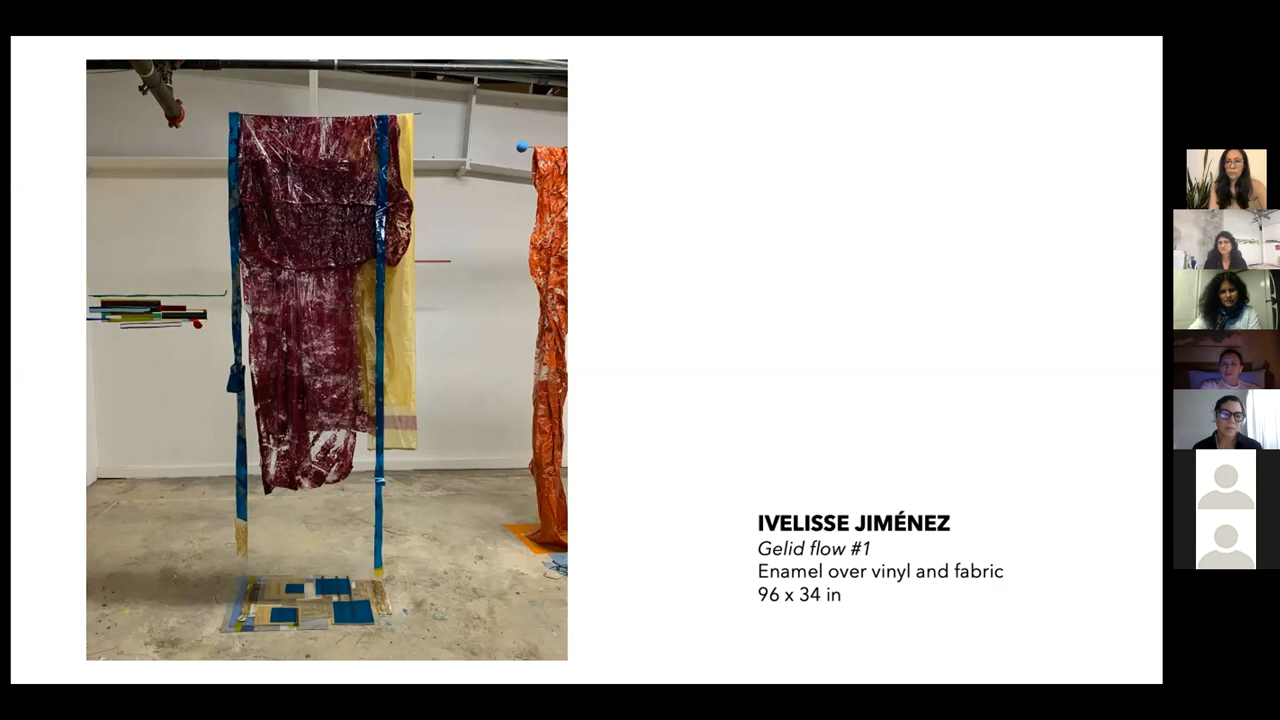 IVELISSE JIMÉNEZ
Gelid flow #1
Enamel over vinyl and fabric
96 x 34 in